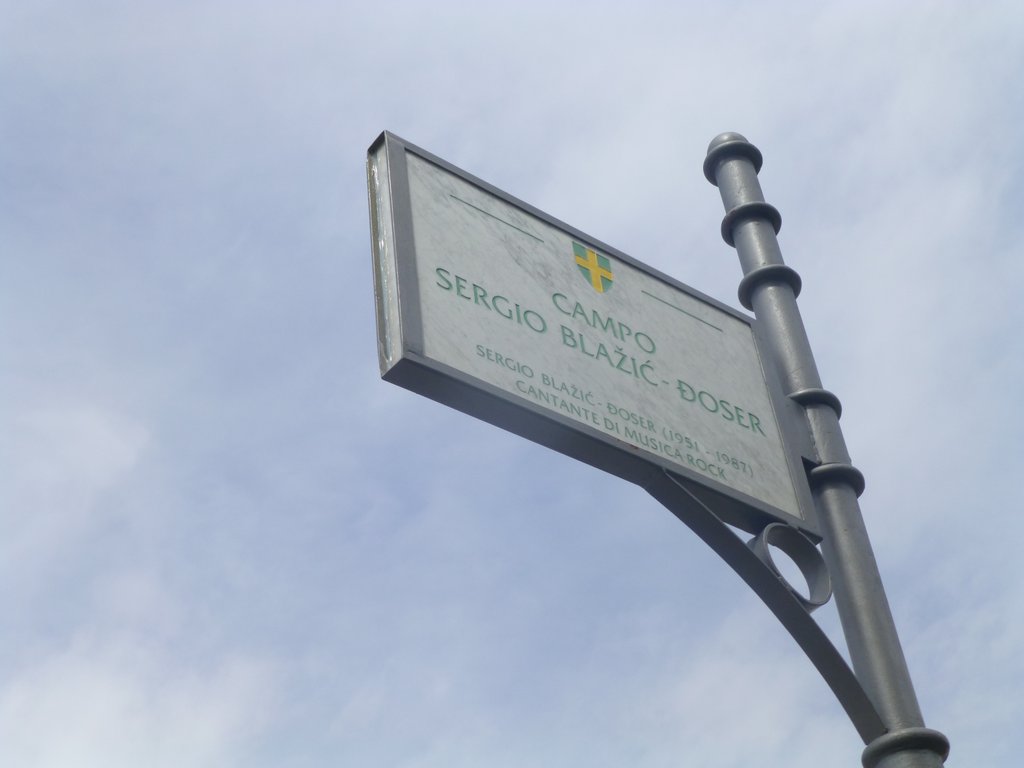 CAMPO
SERGIO BLAŽIĆ - ĐOSER
SERGIO BLAŽIĆ - ĐOSER (1951 - 1987)
CANTANTE DI MUSICA ROCK